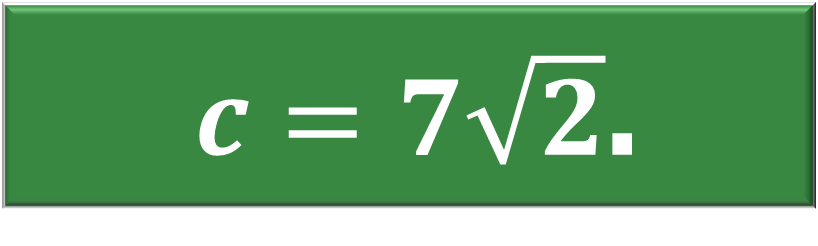 c = 7√2.